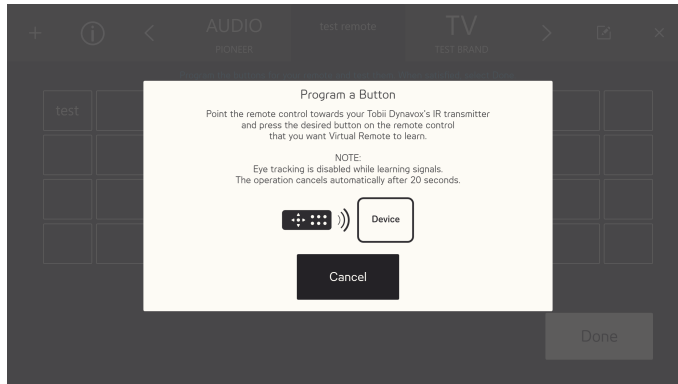 AUDIO
PIONEER
test remote
TV
TEST BRAND
test
Program a Button
Point the remote control towards your Tobii Dynavox's IR transmitter
and press the desired button on the remote control
that you want Virtual Remote to learn.
NOTE:
Eye tracking is disabled while learning signals.
The operation cancels automatically after 20 seconds.
Device
Cancel
Done